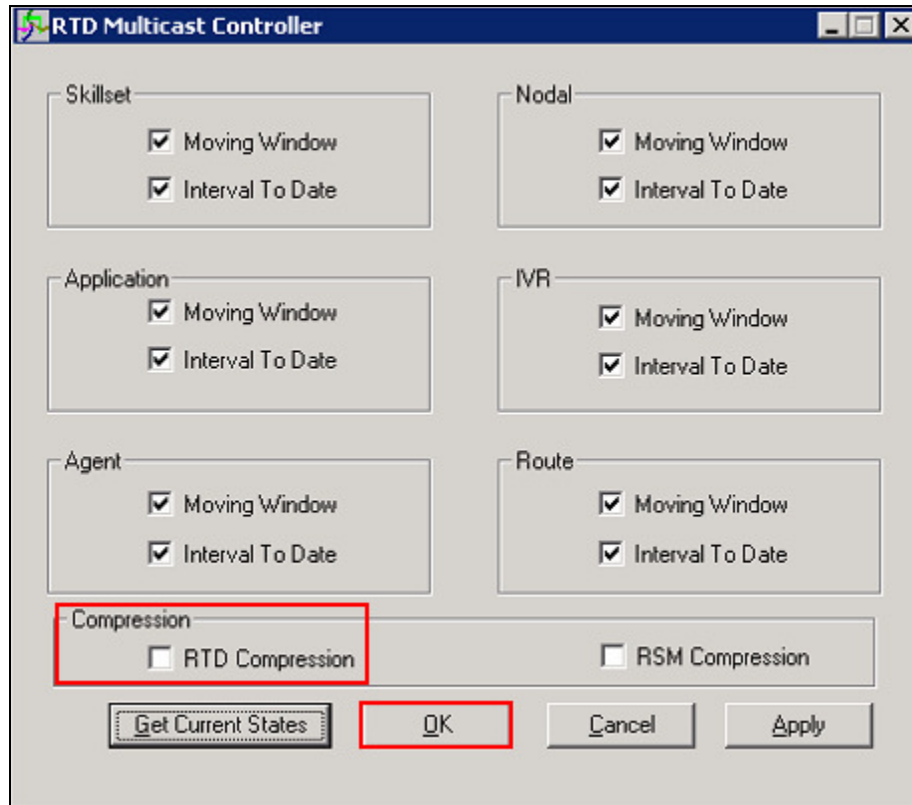 RTD Multicast Controller
Skillset
Moving Window
Interval To Date
Nodal
Moving Window
Interval To Date
Application
Moving Window
Interval To Date
IVR
Moving Window
Interval To Date
Agent
Moving Window
Interval To Date
Route
Moving Window
Interval To Date
Compression
RTD Compression
RSM Compression
Get Current States
OK
Cancel
Apply